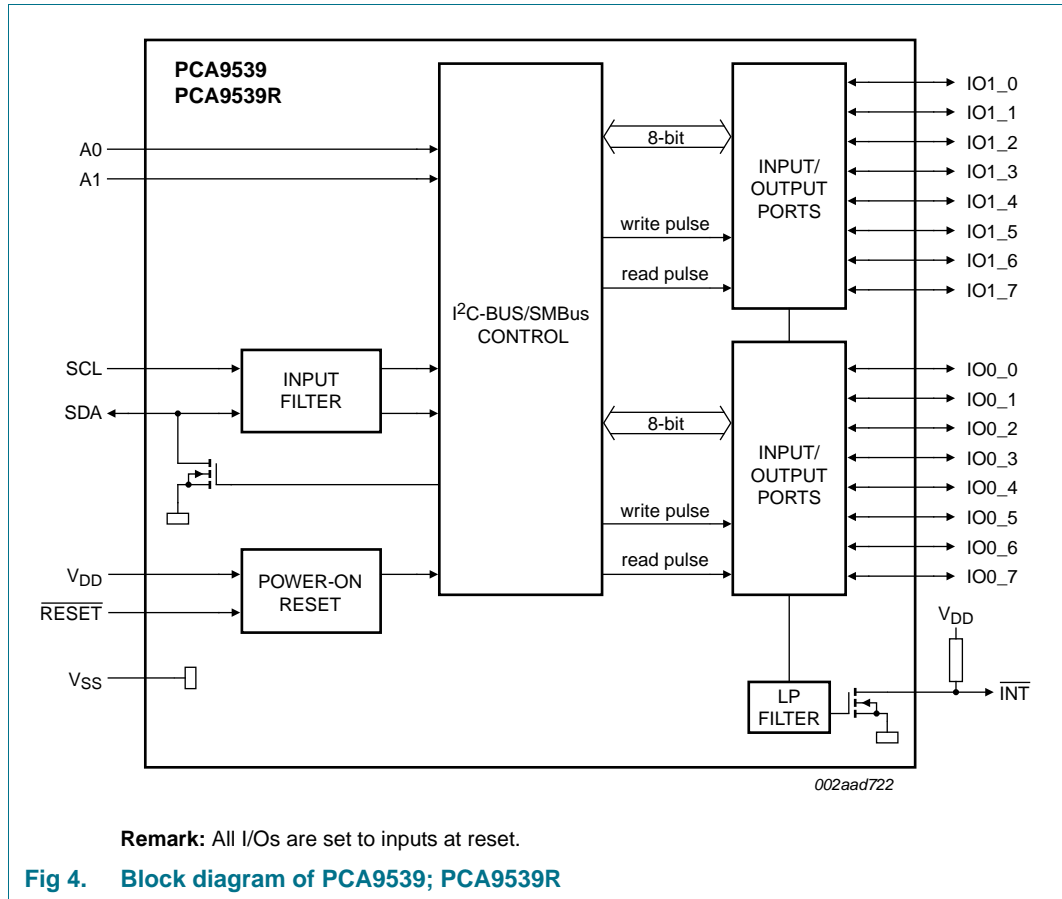 PCA9539
PCA9539R
A0
A1
SCL
SDA
VDD
RESET
VSS
INPUT
FILTER
POWER-ON
RESET
I2C-BUS/SMBus
CONTROL
8-bit
write pulse
read pulse
8-bit
write pulse
read pulse
INPUT/
OUTPUT
PORTS
INPUT/
OUTPUT
PORTS
LP
FILTER
IO1_0
IO1_1
IO1_2
IO1_3
IO1_4
IO1_5
IO1_6
IO1_7
IO0_0
IO0_1
IO0_2
IO0_3
IO0_4
IO0_5
IO0_6
IO0_7
VDD
INT
002aad722
Remark: All I/Os are set to inputs at reset.
Fig 4. Block diagram of PCA9539; PCA9539R